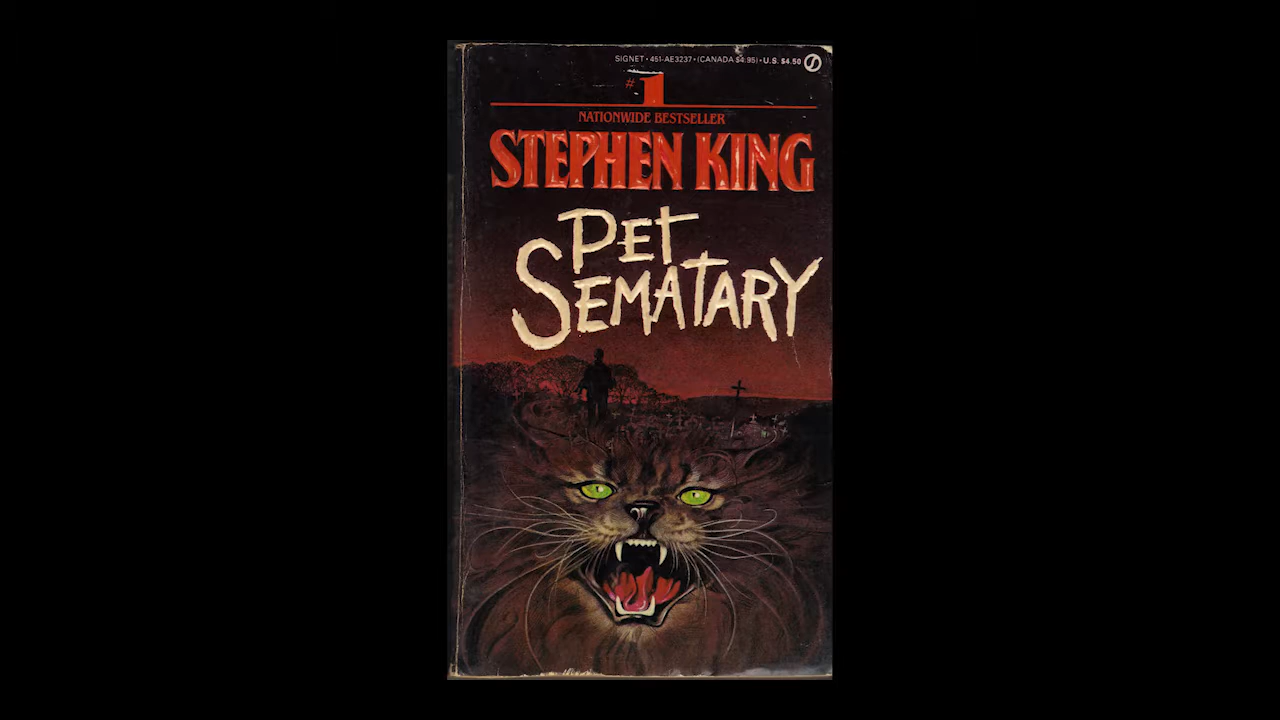 SIGNET • 451-AE3237 • (CANADA $4.95) • U.S. $4.50
#1
NATIONWIDE BESTSELLER
STEPHEN KING
PET
SEMATARY